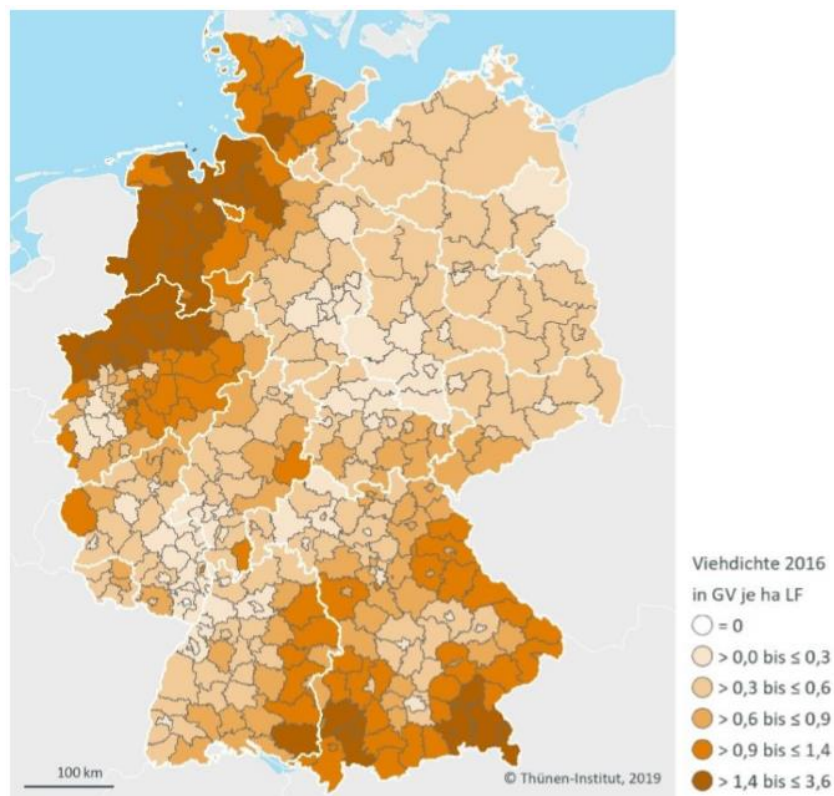 Viehdichte 2016
in GV je ha LF
= 0
> 0,0 bis ≤ 0,3
> 0,3 bis ≤ 0,6
> 0,6 bis ≤ 0,9
> 0,9 bis ≤ 1,4
> 1,4 bis ≤ 3,6
100 km
© Thünen-Institut, 2019